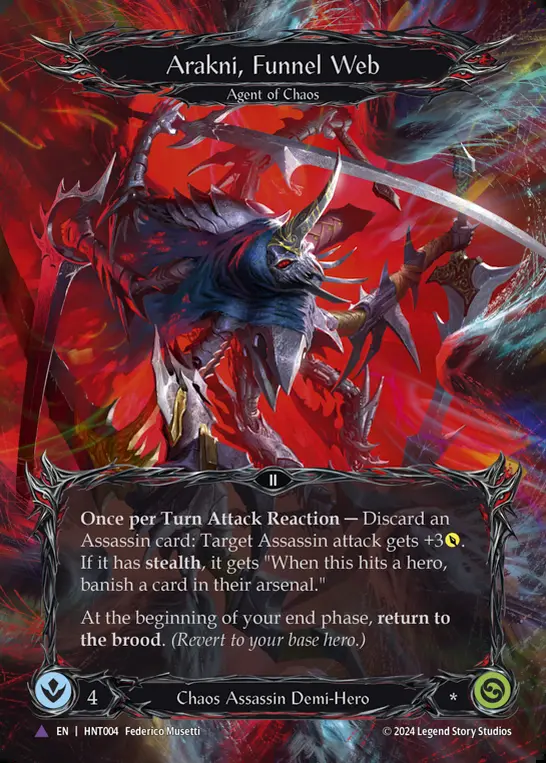 Arakni, Funnel Web
Agent of Chaos
II
Once per Turn Attack Reaction — Discard an
Assassin card: Target Assassin attack gets +3.
If it has stealth, it gets "When this hits a hero,
banish a card in their arsenal."
At the beginning of your end phase, return to
the brood. (Revert to your base hero.)
4
Chaos Assassin Demi-Hero
*
EN | HNT004 Federico Musetti
© 2024 Legend Story Studios